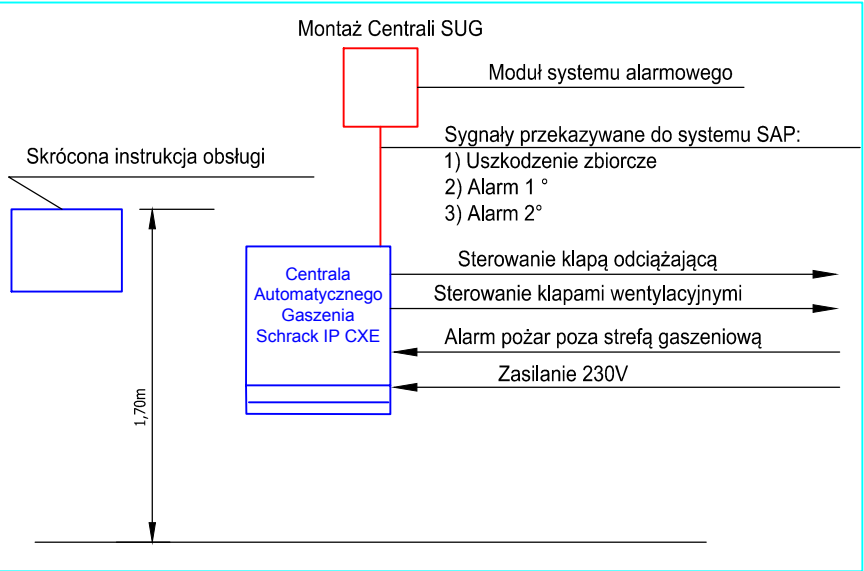 Montaż Centrali SUG
Moduł systemu alarmowego
Sygnały przekazywane do systemu SAP:
1) Uszkodzenie zbiorcze
2) Alarm 1 °
3) Alarm 2°
Skrócona instrukcja obsługi
Centrala
Automatycznego
Gaszenia
Schrack IP CXE
Sterowanie klapą odciążającą
Sterowanie klapami wentylacyjnymi
Alarm pożar poza strefą gaszeniową
Zasilanie 230V
1,70m